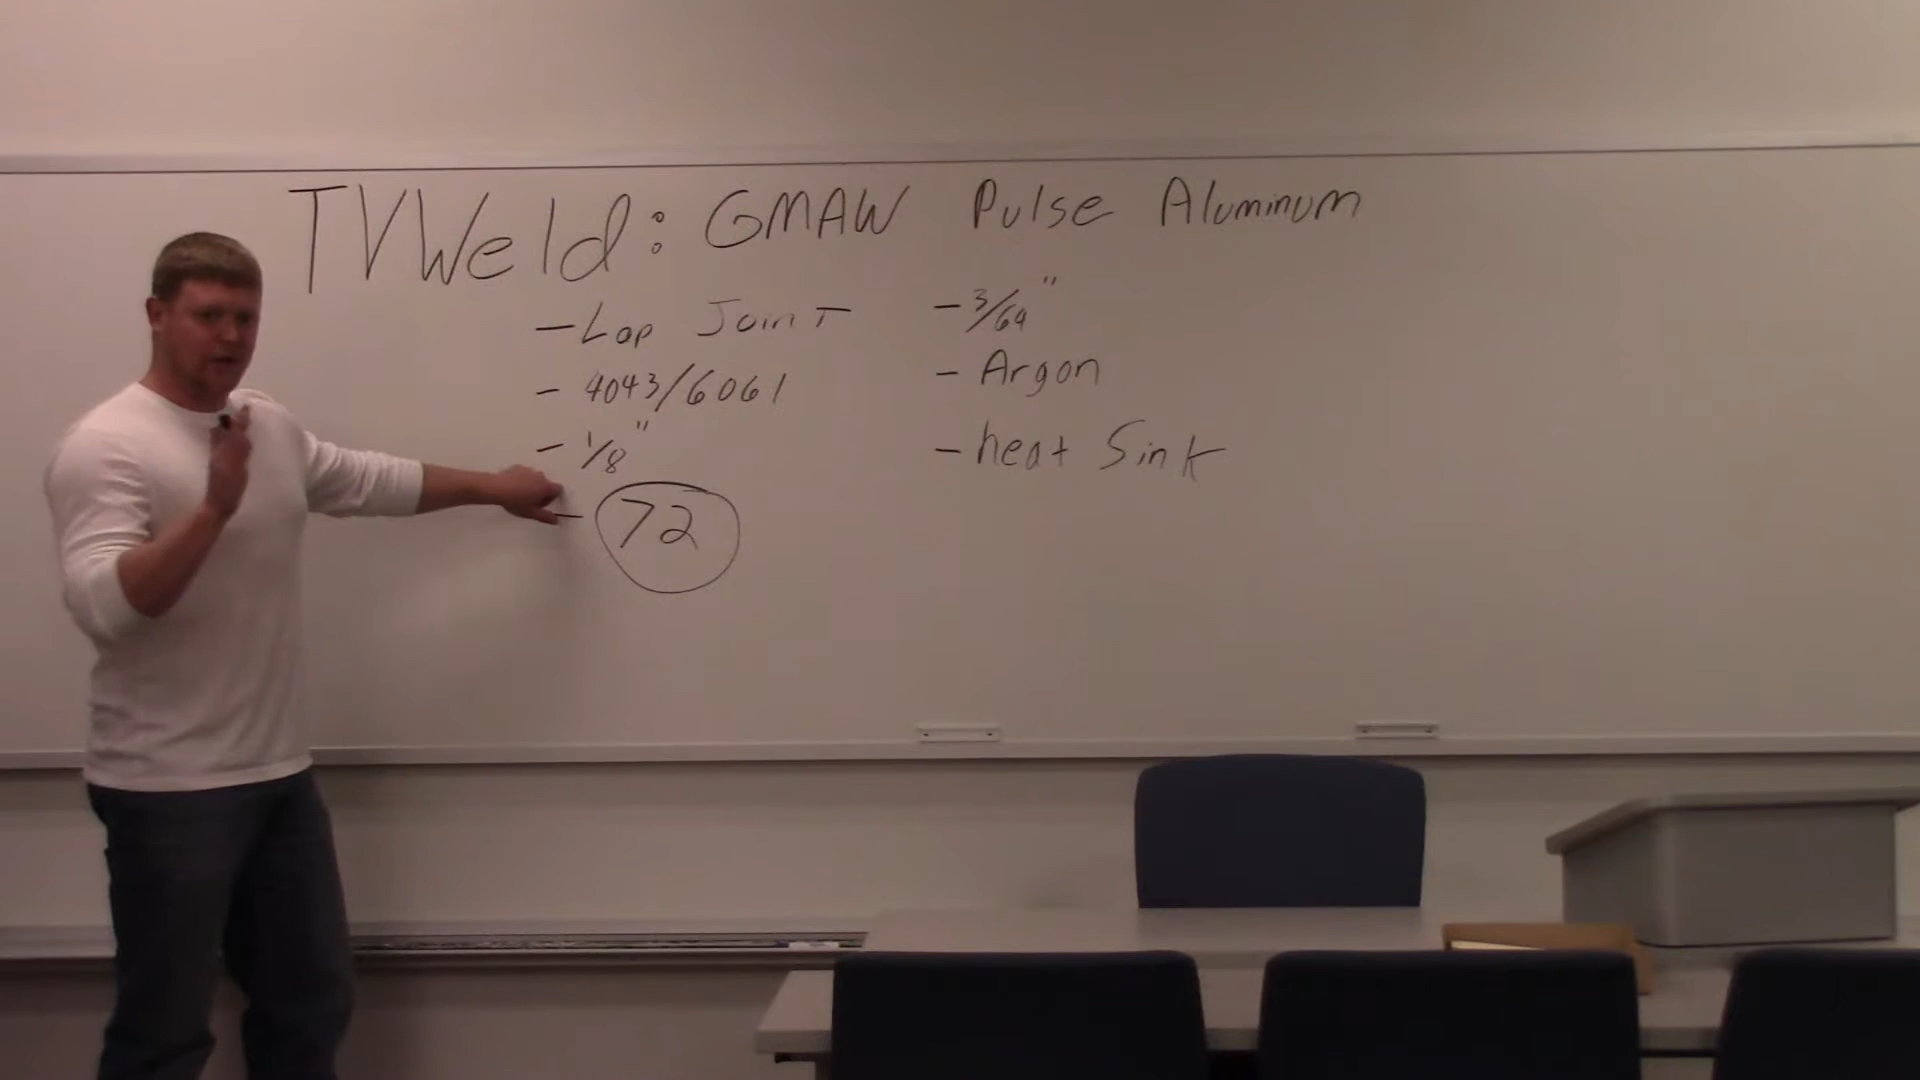 TVWeld: GMAW Pulse Aluminum
- Lap Joint
- 4043/6061
- 1/8"
- 72
- 3/64"
- Argon
- heat Sink